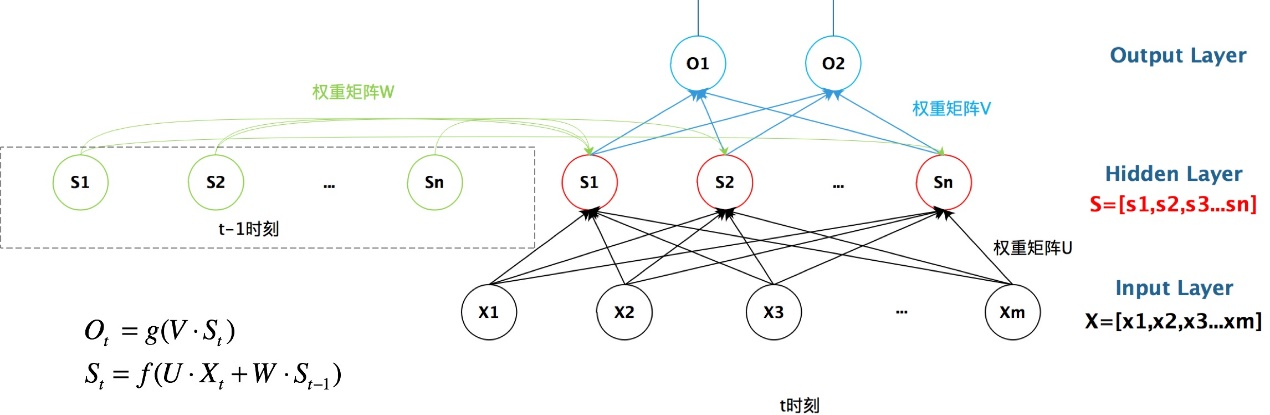 O1
O2
Output Layer
权重矩阵W
权重矩阵V
S1
S2
...
Sn
S1
S2
...
Sn
Hidden Layer
S=[s1,s2,s3...sn]
t-1时刻
权重矩阵U
X1
X2
X3
...
Xm
Input Layer
X=[x1,x2,x3...xm]
O_t = g(V·S_t)
S_t = f(U·X_t + W·S_{t-1})
t时刻